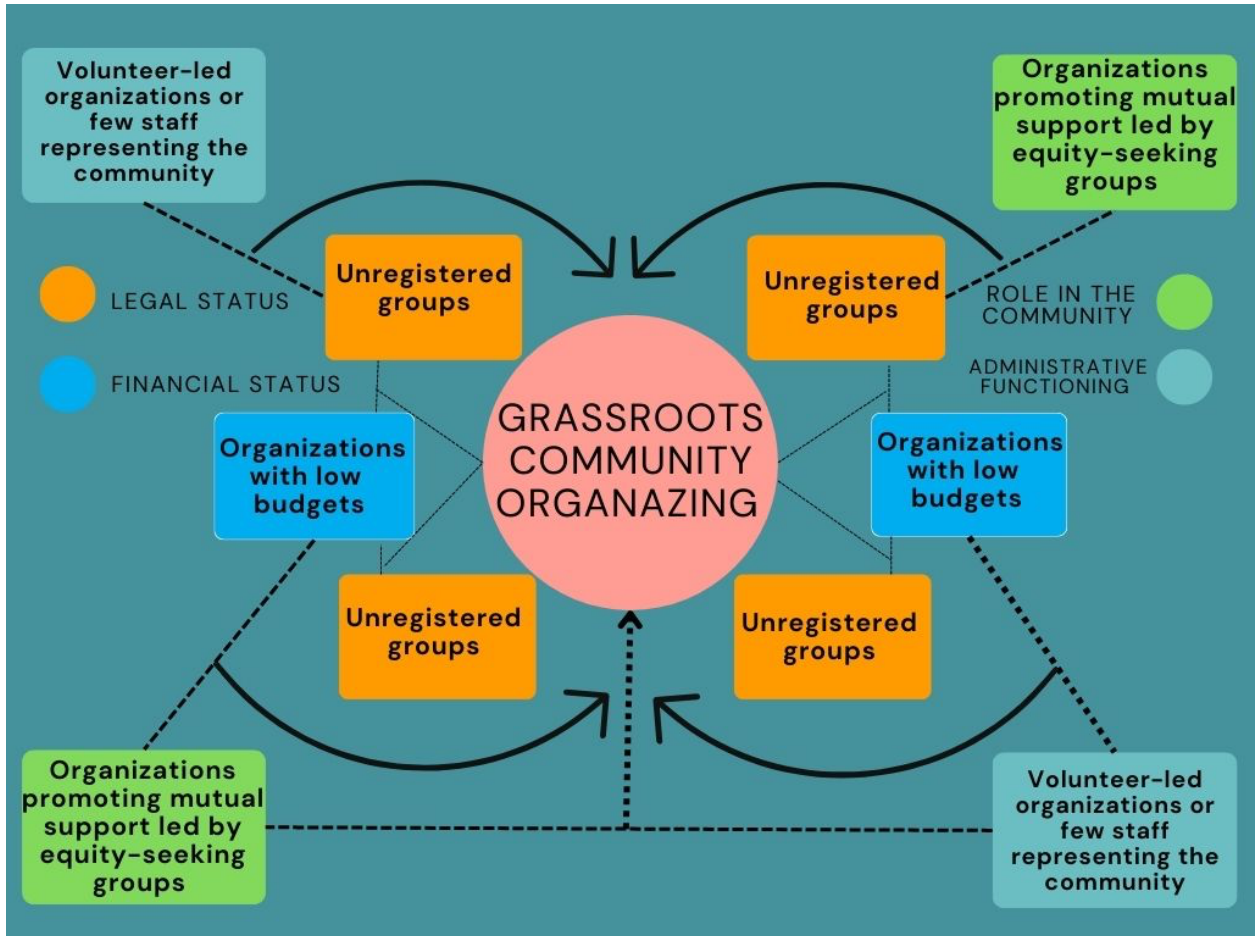 Volunteer-led
organizations or
few staff
representing the
community
Organizations
promoting mutual
support led by
equity-seeking
groups
Unregistered
groups
Unregistered
groups
LEGAL STATUS
ROLE IN THE
COMMUNITY
FINANCIAL STATUS
ADMINISTRATIVE
FUNCTIONING
GRASSROOTS
COMMUNITY
ORGANAZING
Organizations
with low
budgets
Organizations
with low
budgets
Unregistered
groups
Unregistered
groups
Organizations
promoting mutual
support led by
equity-seeking
groups
Volunteer-led
organizations or
few staff
representing the
community